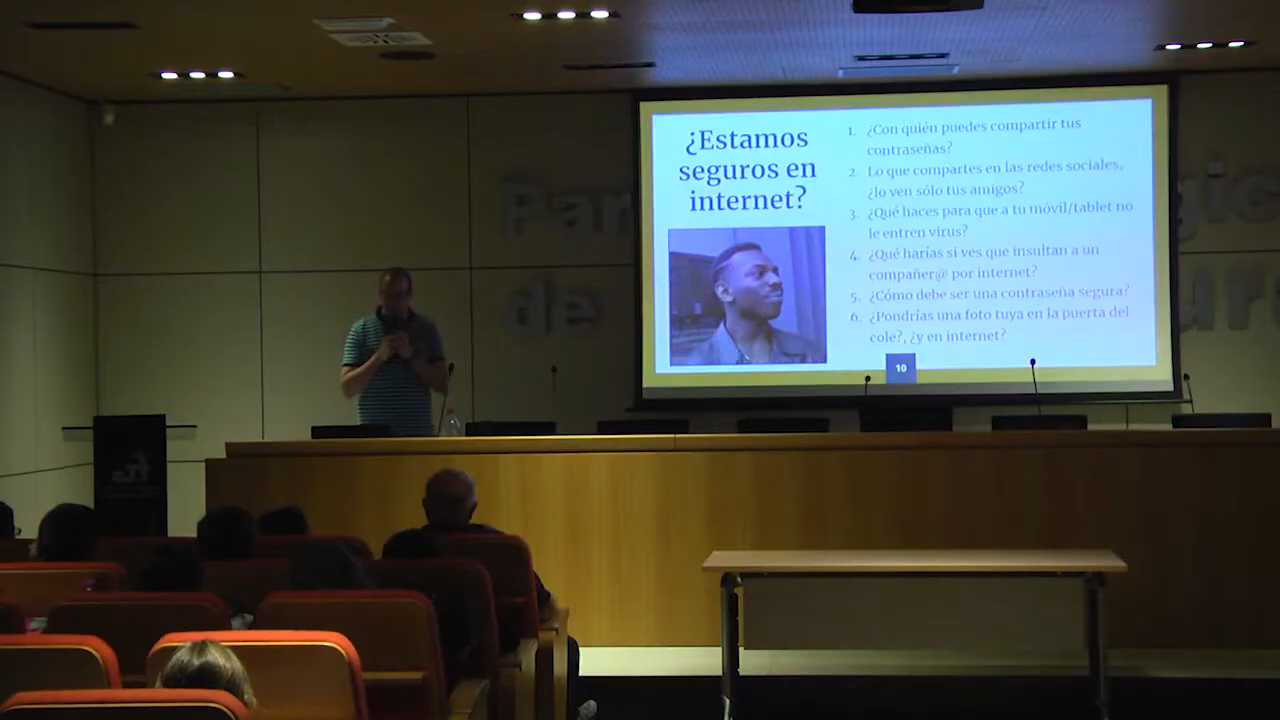 ¿Estamos
seguros en
internet?
1. ¿Con quién puedes compartir tus
contraseñas?
2. Lo que compartes en las redes sociales,
¿lo ven sólo tus amigos?
3. ¿Qué haces para que a tu móvil/tablet no
le entren virus?
4. ¿Qué harías si ves que insultan a un
compañer@ por internet?
5. ¿Cómo debe ser una contraseña segura?
6. ¿Pondrías una foto tuya en la puerta del
cole?, ¿y en internet?
10
de